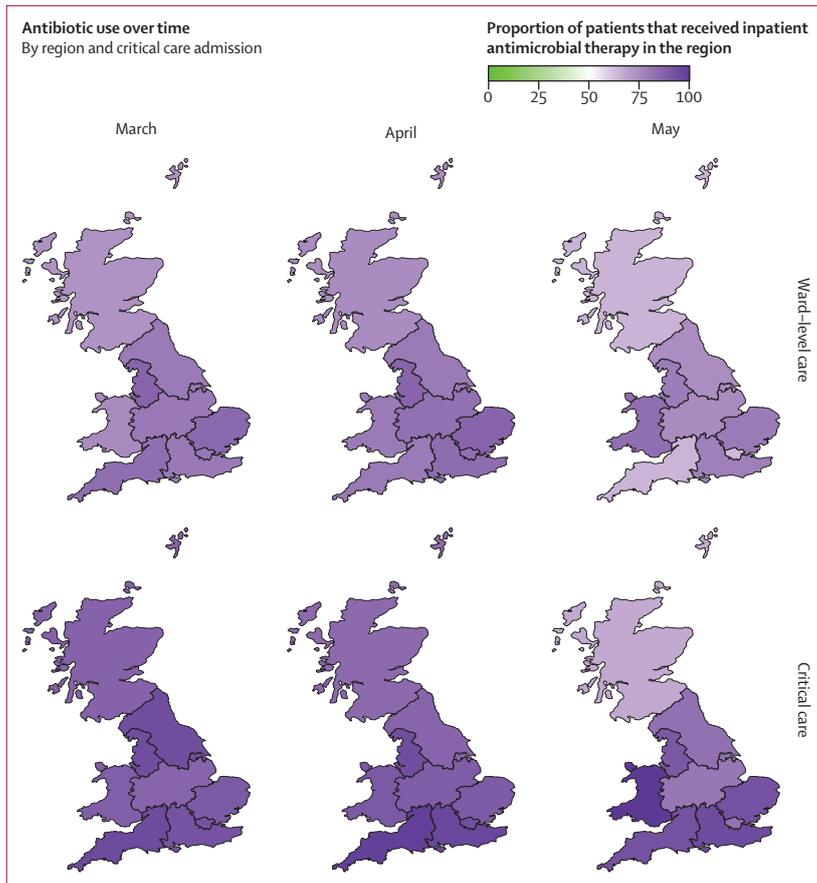 Antibiotic use over time
By region and critical care admission
Proportion of patients that received inpatient
antimicrobial therapy in the region
0 25 50 75 100
March
April
May
Ward–level care
Critical care